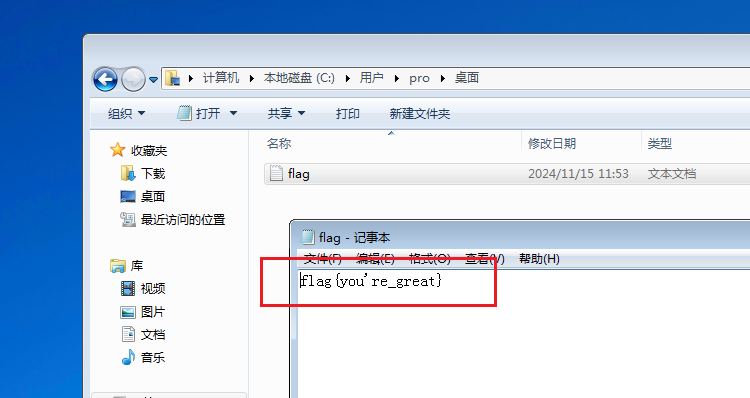 计算机 本地磁盘 (C:) 用户 pro 桌面
组织 打开 共享 打印 新建文件夹
名称 修改日期 类型
收藏夹
下载
桌面
最近访问的位置
库
视频
图片
文档
音乐
flag 2024/11/15 11:53 文本文档
flag - 记事本
文件(F) 编辑(E) 格式(O) 查看(V) 帮助(H)
flag{you're_great}